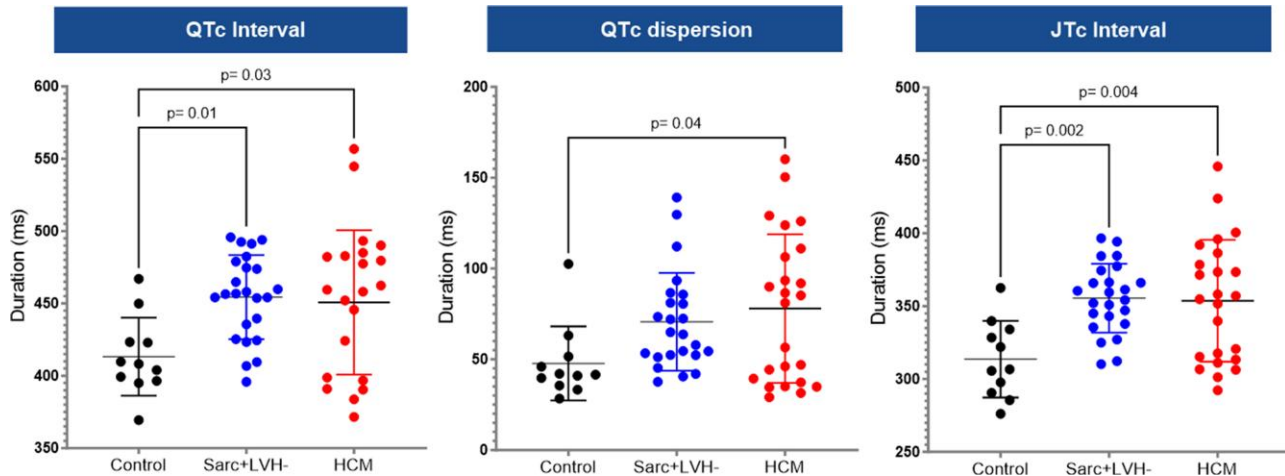 QTc Interval
QTc dispersion
JTc Interval
p= 0.03
p= 0.01
600
550
500
450
400
350
Duration (ms)
Control
Sarc+LVH-
HCM
p= 0.04
200
150
100
50
0
Duration (ms)
Control
Sarc+LVH-
HCM
p= 0.004
p= 0.002
500
450
400
350
300
250
Duration (ms)
Control
Sarc+LVH-
HCM